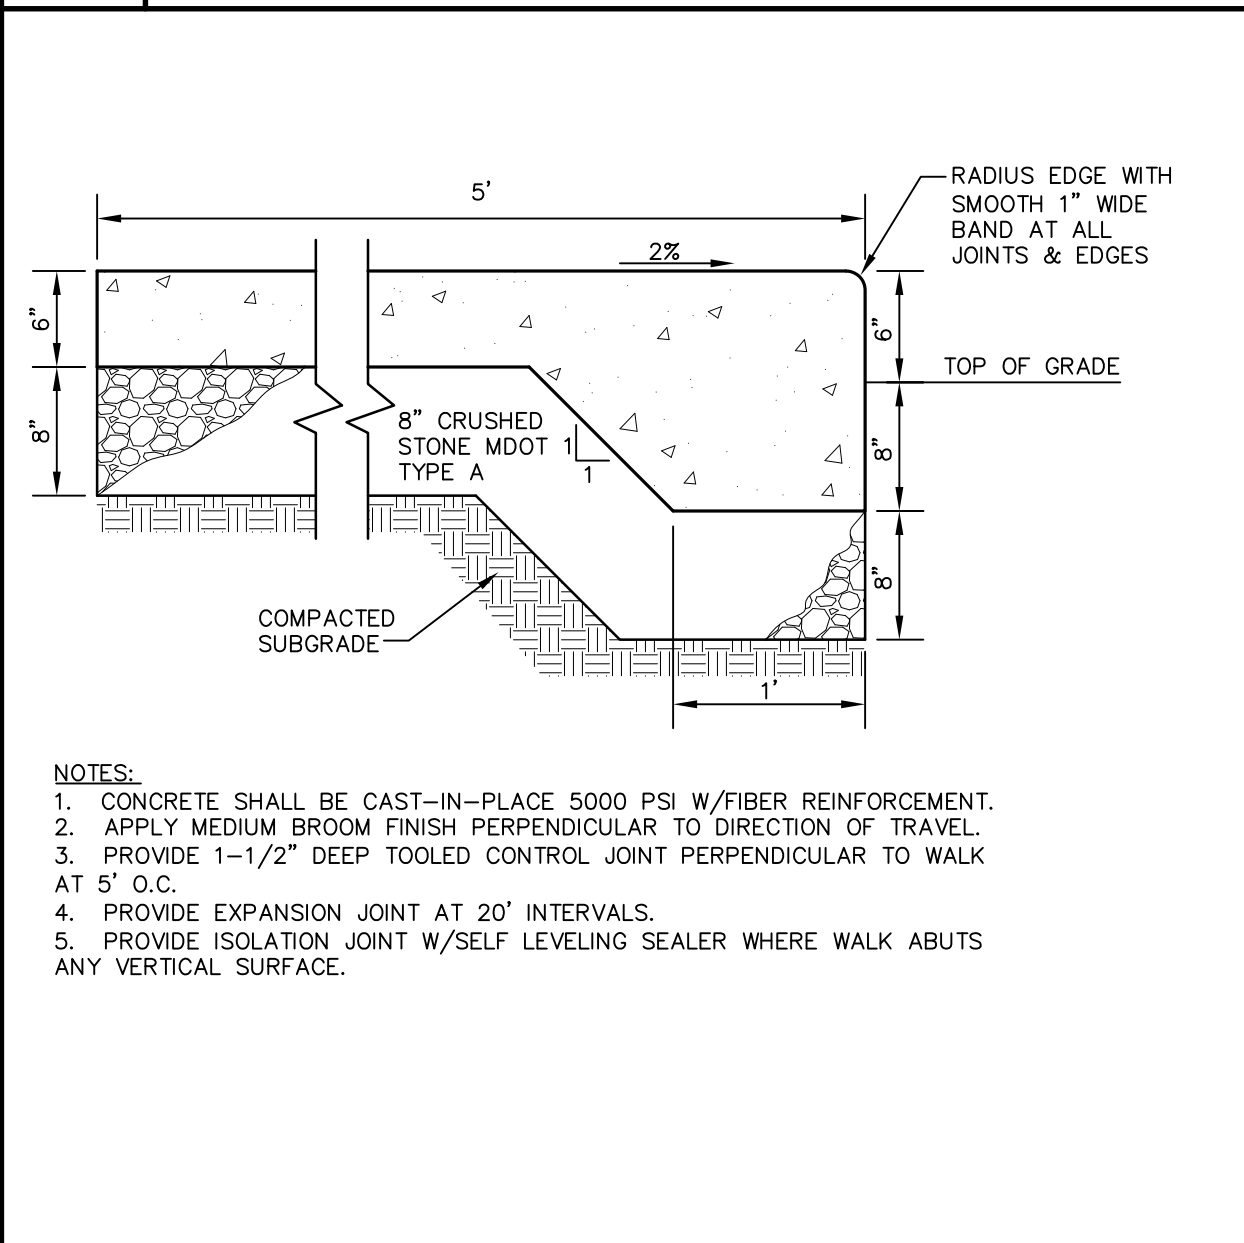 5'
RADIUS EDGE WITH
SMOOTH 1" WIDE
BAND AT ALL
JOINTS & EDGES
2%
6"
6"
TOP OF GRADE
8"
8" CRUSHED
STONE MDOT
TYPE A
1
1
8"
8"
COMPACTED
SUBGRADE
1'
NOTES:
1. CONCRETE SHALL BE CAST-IN-PLACE 5000 PSI W/FIBER REINFORCEMENT.
2. APPLY MEDIUM BROOM FINISH PERPENDICULAR TO DIRECTION OF TRAVEL.
3. PROVIDE 1-1/2" DEEP TOOLED CONTROL JOINT PERPENDICULAR TO WALK
AT 5' O.C.
4. PROVIDE EXPANSION JOINT AT 20' INTERVALS.
5. PROVIDE ISOLATION JOINT W/SELF LEVELING SEALER WHERE WALK ABUTS
ANY VERTICAL SURFACE.